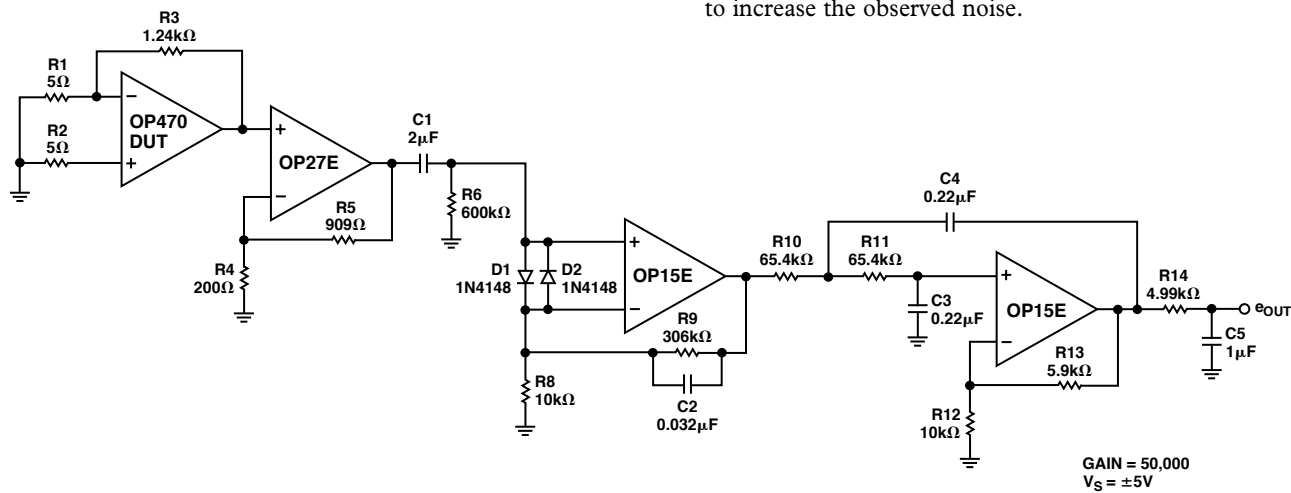 to increase the observed noise.
R3
1.24kΩ
R1
5Ω
R2
5Ω
−
+
OP470
DUT
+
−
OP27E
R5
909Ω
R4
200Ω
C1
2μF
R6
600kΩ
D1
1N4148
D2
1N4148
+
−
OP15E
R9
306kΩ
R8
10kΩ
C2
0.032μF
R10
65.4kΩ
R11
65.4kΩ
C4
0.22μF
C3
0.22μF
+
−
OP15E
R13
5.9kΩ
R12
10kΩ
R14
4.99kΩ
eOUT
C5
1μF
GAIN = 50,000
VS = ±5V